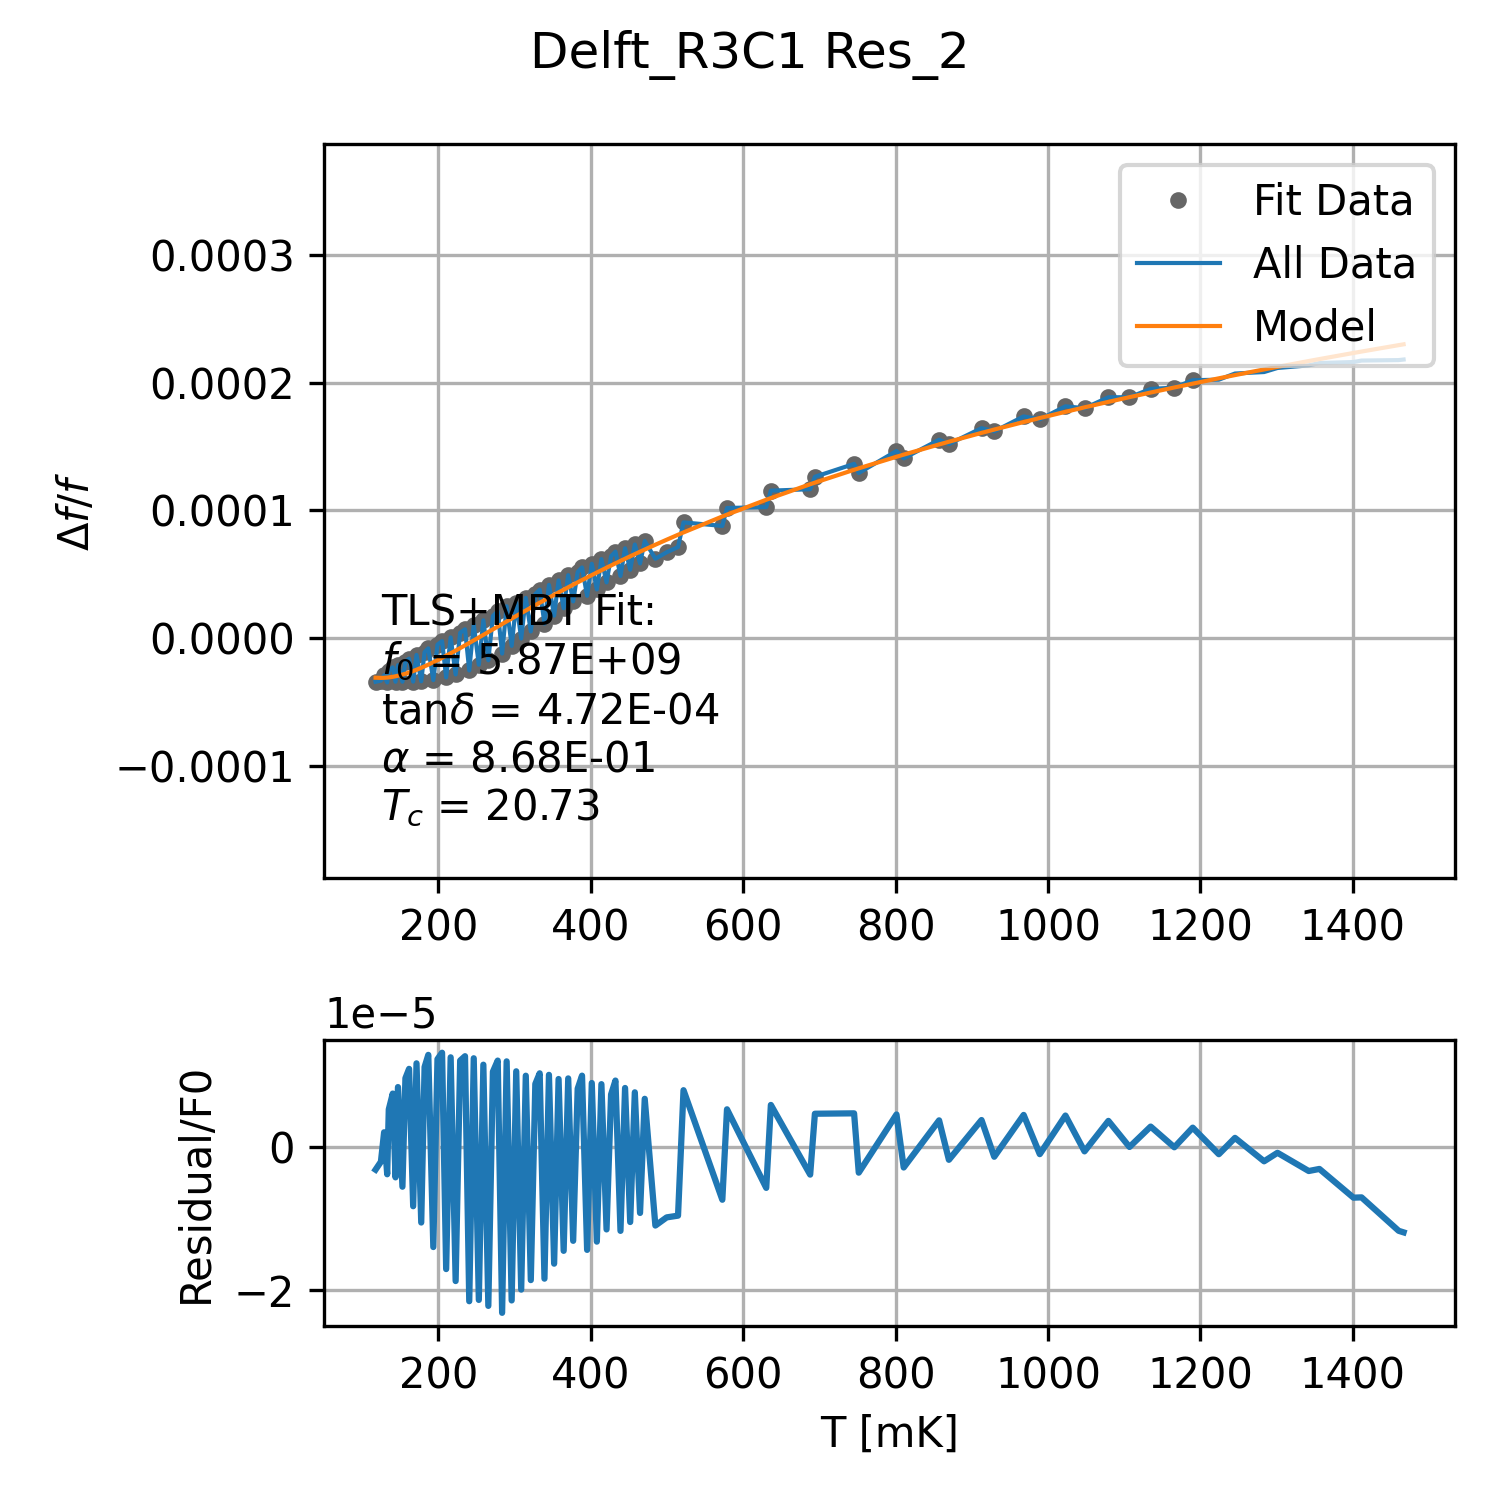 Delft_R3C1 Res_2
Fit Data
All Data
Model
0.0003
0.0002
0.0001
0.0000
−0.0001
Δf/f
TLS+MBT Fit:
f₀ = 5.87E+09
tanδ = 4.72E-04
α = 8.68E-01
T_c = 20.73
200 400 600 800 1000 1200 1400
1e−5
0
−2
Residual/F0
200 400 600 800 1000 1200 1400
T [mK]